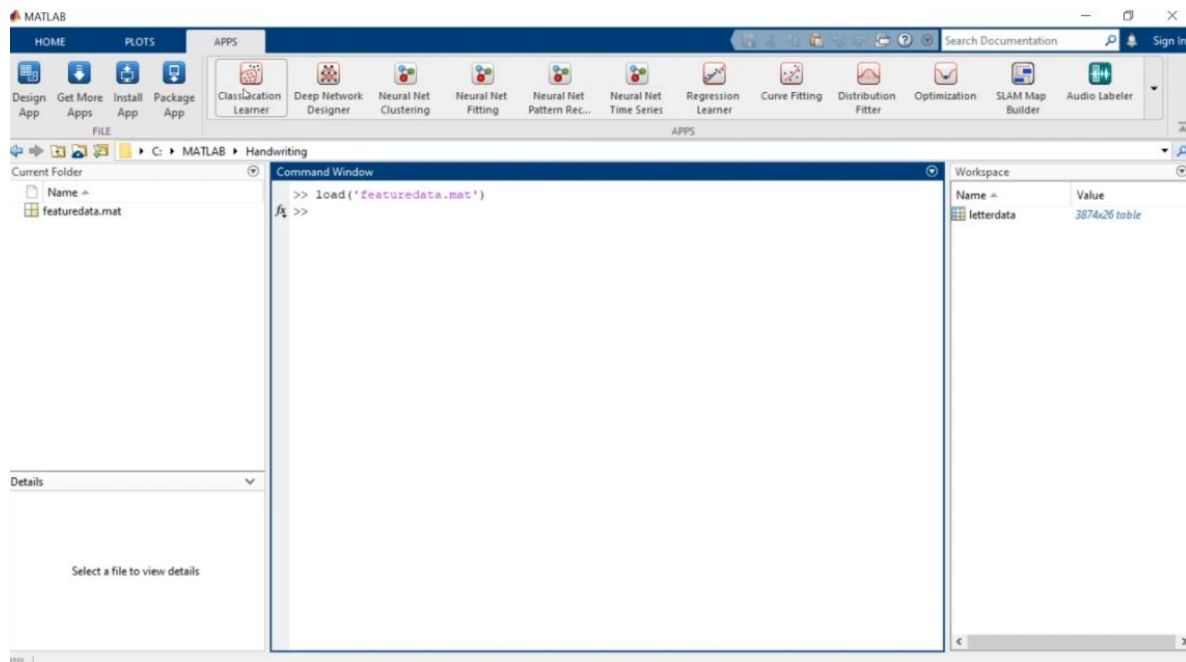 MATLAB
HOME PLOTS APPS
Search Documentation
Sign In
Design App
Get More Apps
Install App
Package App
Classification Learner
Deep Network Designer
Neural Net Clustering
Neural Net Fitting
Neural Net Pattern Rec...
Neural Net Time Series
Regression Learner
Curve Fitting
Distribution Fitter
Optimization
SLAM Map Builder
Audio Labeler
FILE
APPS
C: MATLAB Handwriting
Current Folder
Name
featuredata.mat
Details
Select a file to view details
Command Window
>> load('featuredata.mat')
fx >>
Workspace
Name Value
letterdata 3874x26 table